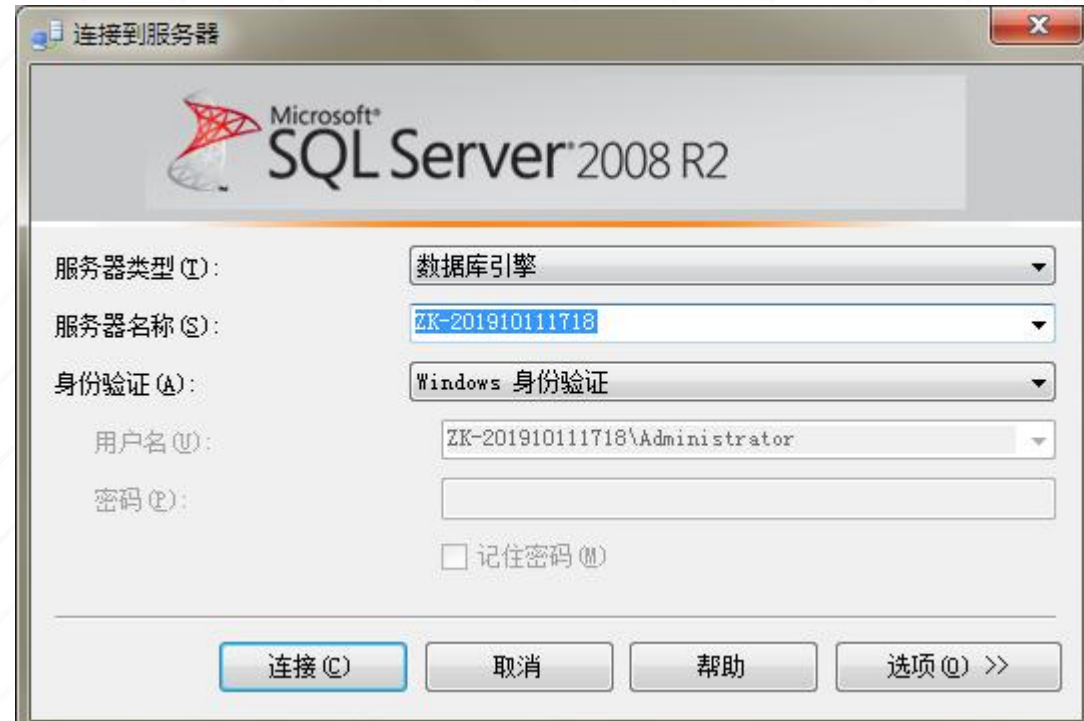 连接到服务器
Microsoft®
SQL Server® 2008 R2
服务器类型(T): 数据库引擎
服务器名称(S): ZK-201910111718
身份验证(A): Windows 身份验证
用户名(U): ZK-201910111718\Administrator
密码(P):
记住密码(M)
连接(C) 取消 帮助 选项(O) >>